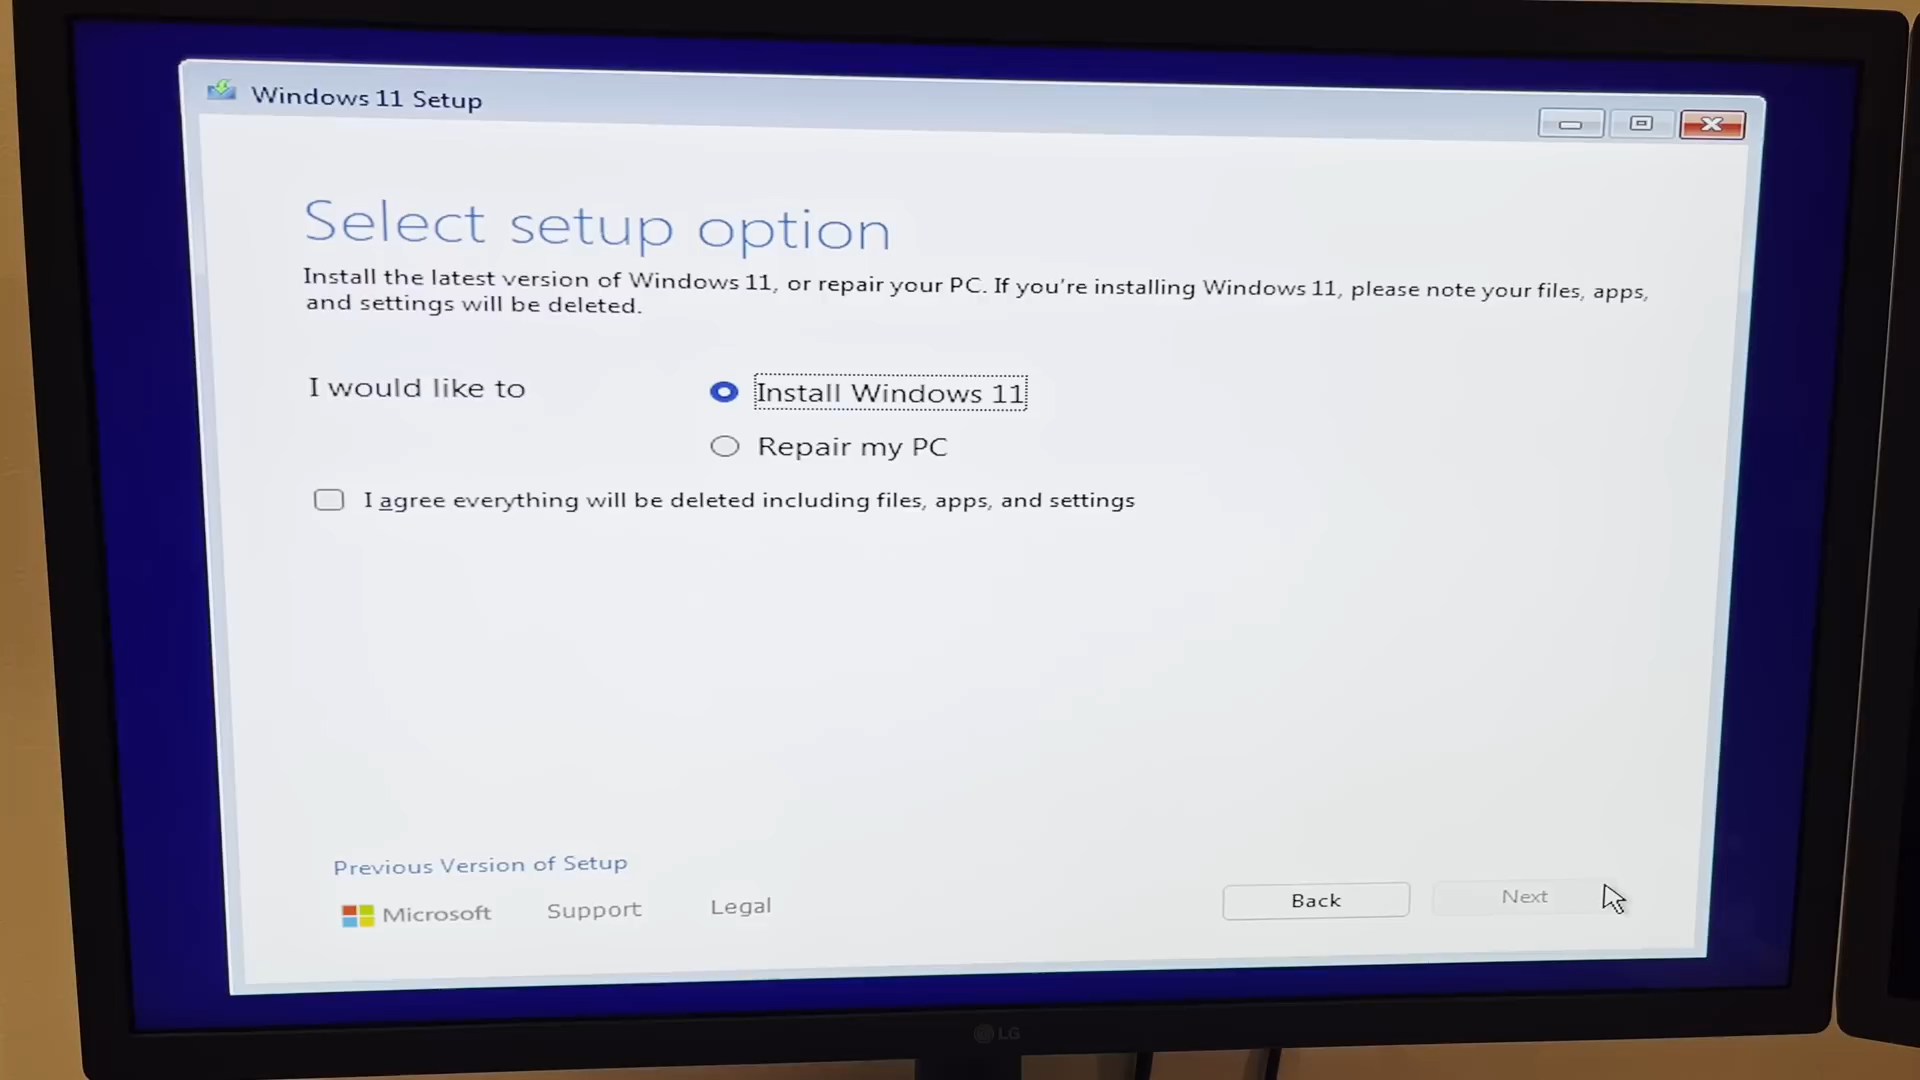 Windows 11 Setup
Select setup option
Install the latest version of Windows 11, or repair your PC. If you're installing Windows 11, please note your files, apps,
and settings will be deleted.
I would like to
Install Windows 11
Repair my PC
I agree everything will be deleted including files, apps, and settings
Previous Version of Setup
Microsoft
Support
Legal
Back
Next
LG